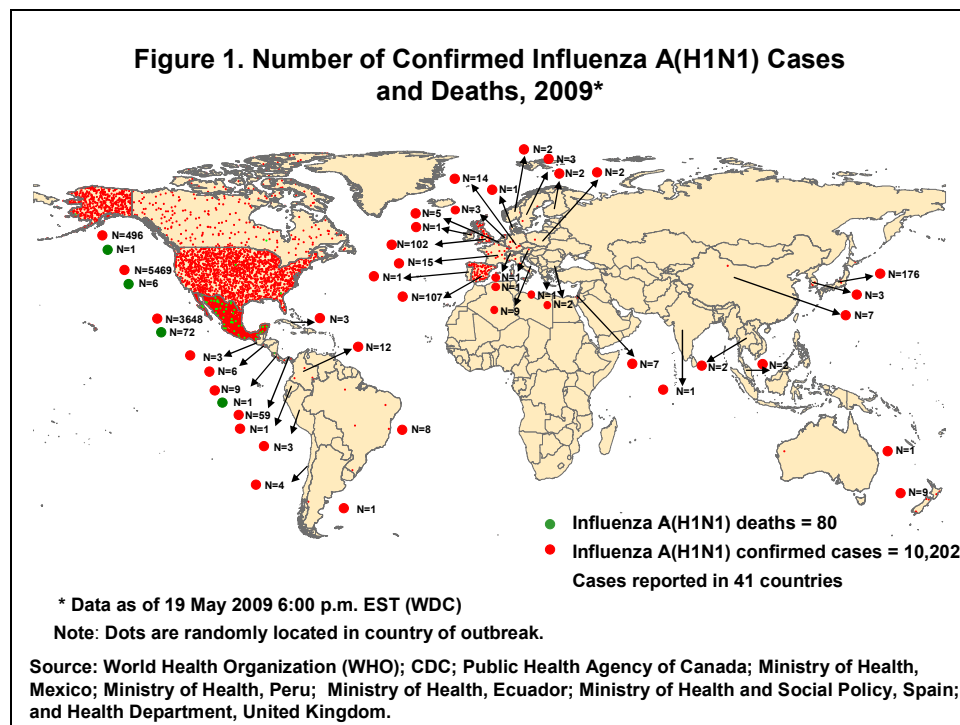 Figure 1. Number of Confirmed Influenza A(H1N1) Cases
and Deaths, 2009*
N=2
N=3
N=2
N=2
N=14
N=1
N=3
N=5
N=1
N=102
N=15
N=1
N=107
N=1
N=1
N=9
N=1
N=2
N=496
N=1
N=5469
N=6
N=3648
N=72
N=3
N=3
N=6
N=12
N=9
N=1
N=59
N=1
N=3
N=8
N=4
N=1
N=176
N=3
N=7
N=7
N=2
N=2
N=1
N=1
N=9
Influenza A(H1N1) deaths = 80
Influenza A(H1N1) confirmed cases = 10,202
Cases reported in 41 countries
* Data as of 19 May 2009 6:00 p.m. EST (WDC)
Note: Dots are randomly located in country of outbreak.
Source: World Health Organization (WHO); CDC; Public Health Agency of Canada; Ministry of Health,
Mexico; Ministry of Health, Peru; Ministry of Health, Ecuador; Ministry of Health and Social Policy, Spain;
and Health Department, United Kingdom.